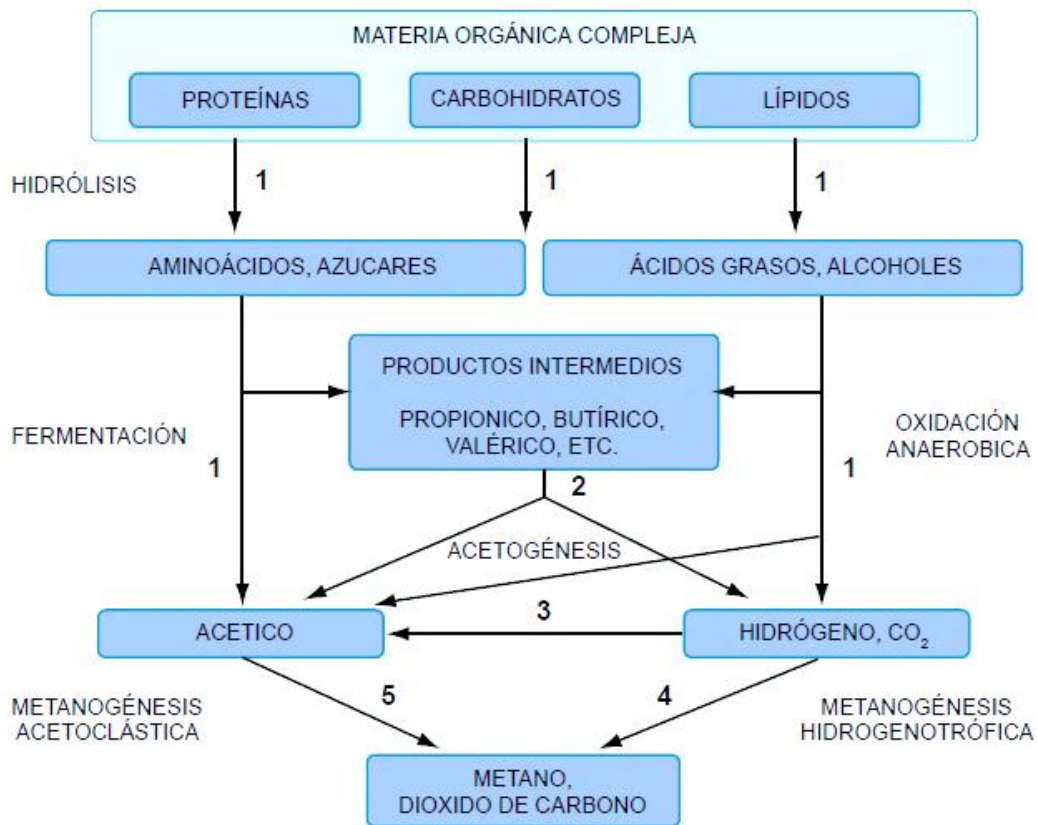 MATERIA ORGÁNICA COMPLEJA
PROTEÍNAS
CARBOHIDRATOS
LÍPIDOS
HIDRÓLISIS
1
1
1
AMINOÁCIDOS, AZUCARES
ÁCIDOS GRASOS, ALCOHOLES
PRODUCTOS INTERMEDIOS
PROPIONICO, BUTÍRICO,
VALÉRICO, ETC.
FERMENTACIÓN
1
OXIDACIÓN
ANAEROBICA
1
2
ACETOGÉNESIS
ACETICO
3
HIDRÓGENO, CO₂
METANOGÉNESIS
ACETOCLÁSTICA
5
4
METANOGÉNESIS
HIDROGENOTRÓFICA
METANO,
DIOXIDO DE CARBONO